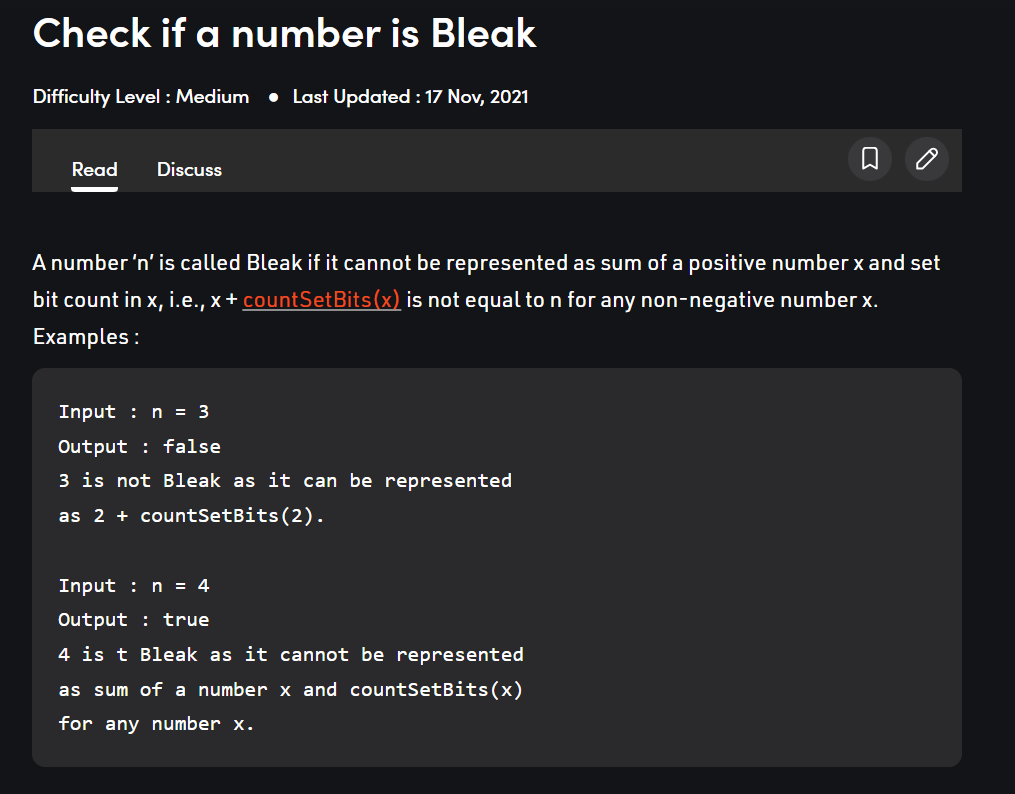 Check if a number is Bleak
Difficulty Level : Medium ● Last Updated : 17 Nov, 2021
Read Discuss
A number ‘n’ is called Bleak if it cannot be represented as sum of a positive number x and set
bit count in x, i.e., x + countSetBits(x) is not equal to n for any non-negative number x.
Examples :
Input : n = 3
Output : false
3 is not Bleak as it can be represented
as 2 + countSetBits(2).
Input : n = 4
Output : true
4 is t Bleak as it cannot be represented
as sum of a number x and countSetBits(x)
for any number x.